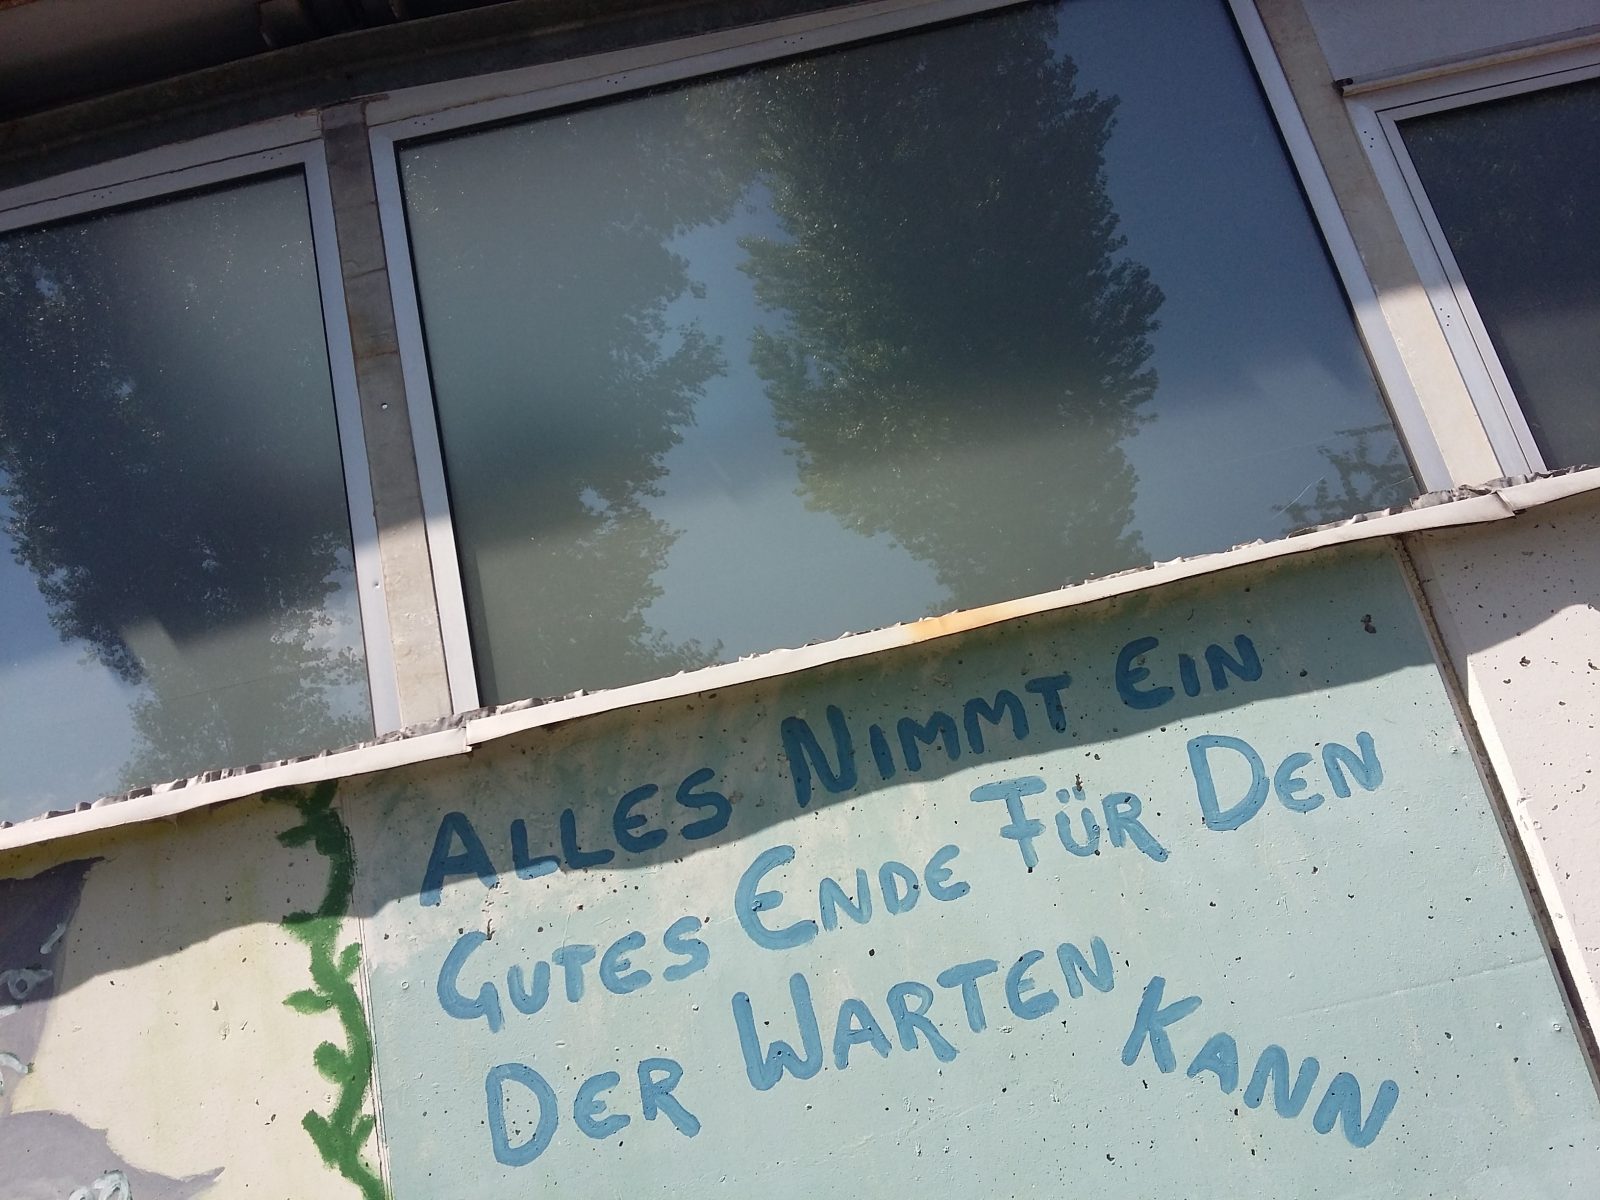 ALLES NIMMT EIN
GUTES ENDE FÜR DEN
DER WARTEN KANN